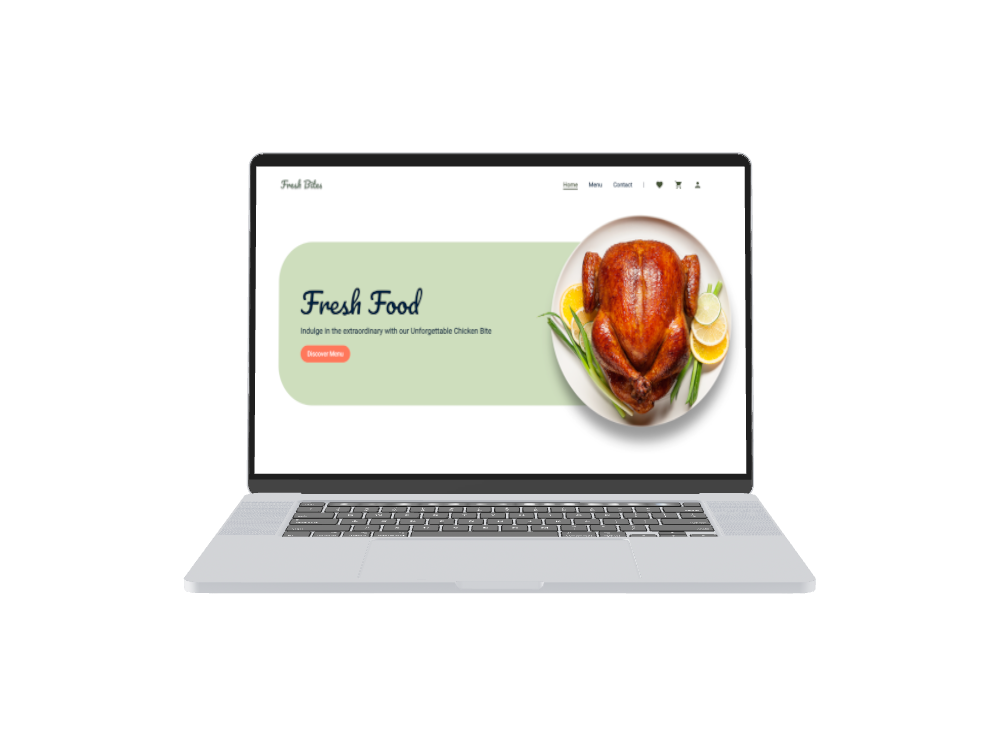 Fresh Bites
Home Menu Contact |
Fresh Food
Indulge in the extraordinary with our Unforgettable Chicken Bite
Discover Menu